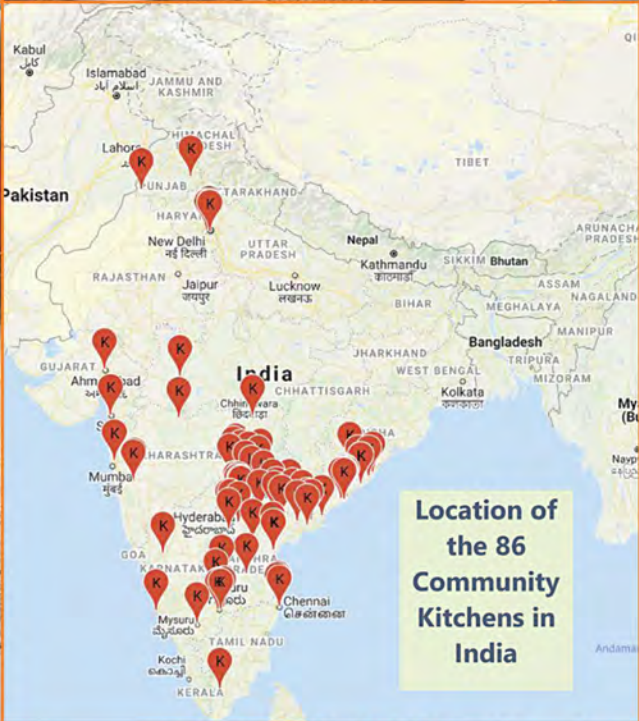 Kabul
کابل
Islamabad
اسلام آباد
JAMMU AND
KASHMIR
HIMACHAL
Lahore
K
K
PUNJAB
Pakistan
UTTARAKHAND
HARYANA
K
New Delhi
नई दिल्ली
TIBET
UTTAR
PRADESH
Nepal
Kathmandu
काठमाडौं
SIKKIM
Bhutan
ARUNACHA
PRADESH
ASSAM
NAGALAND
RAJASTHAN
Jaipur
जयपुर
Lucknow
लखनऊ
BIHAR
MEGHALAYA
MANIPUR
Bangladesh
TRIPURA
MIZORAM
JHARKHAND
WEST BENGAL
Kolkata
GUJARAT
K
K
K
K
India
K
CHHATTISGARH
K
K
Mumbai
मुंबई
Hyderabad
హైదరాబాద్
K
GOA
KARNATAKA
K
K
K
Mysuru
ಮೈಸೂರು
Chennai
சென்னை
TAMIL NADU
Kochi
കൊച്ചി
KERALA
K
Location of
the 86
Community
Kitchens in
India